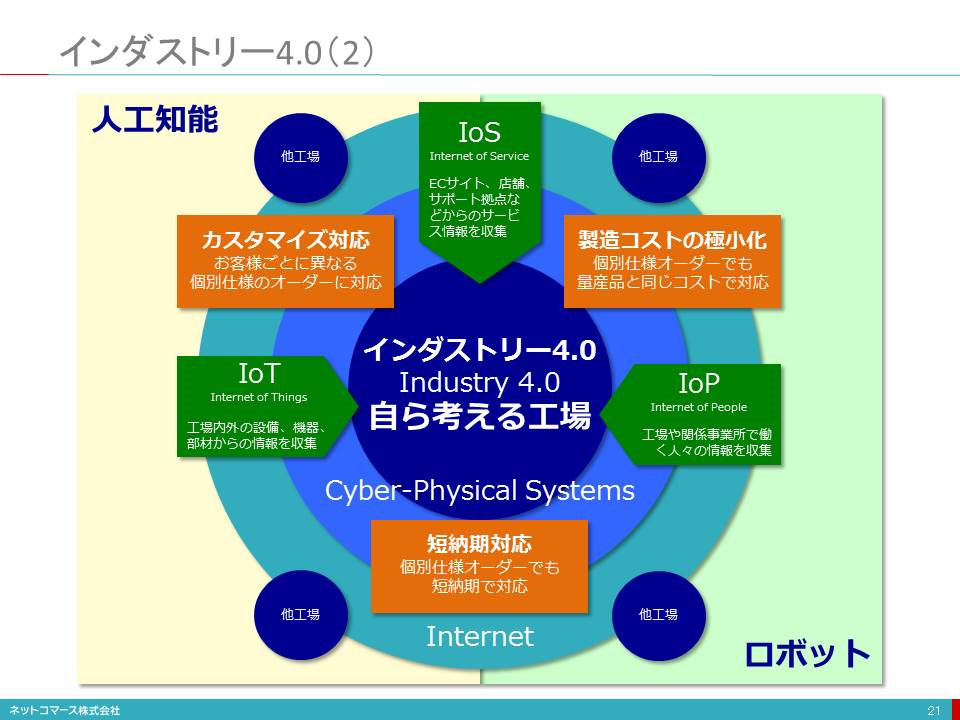 インダストリー4.0（2）
人工知能
他工場
IoS
Internet of Service
ECサイト、店舗、
サポート拠点な
どからのサービ
ス情報を収集
他工場
カスタマイズ対応
お客様ごとに異なる
個別仕様のオーダーに対応
製造コストの極小化
個別仕様オーダーでも
量産品と同じコストで対応
インダストリー4.0
Industry 4.0
自ら考える工場
IoT
Internet of Things
工場内外の設備、機器、
部材からの情報を収集
IoP
Internet of People
工場や関係事業所で働
く人々の情報を収集
Cyber-Physical Systems
短納期対応
個別仕様オーダーでも
短納期で対応
他工場
Internet
他工場
ロボット
ネットコマース株式会社
21